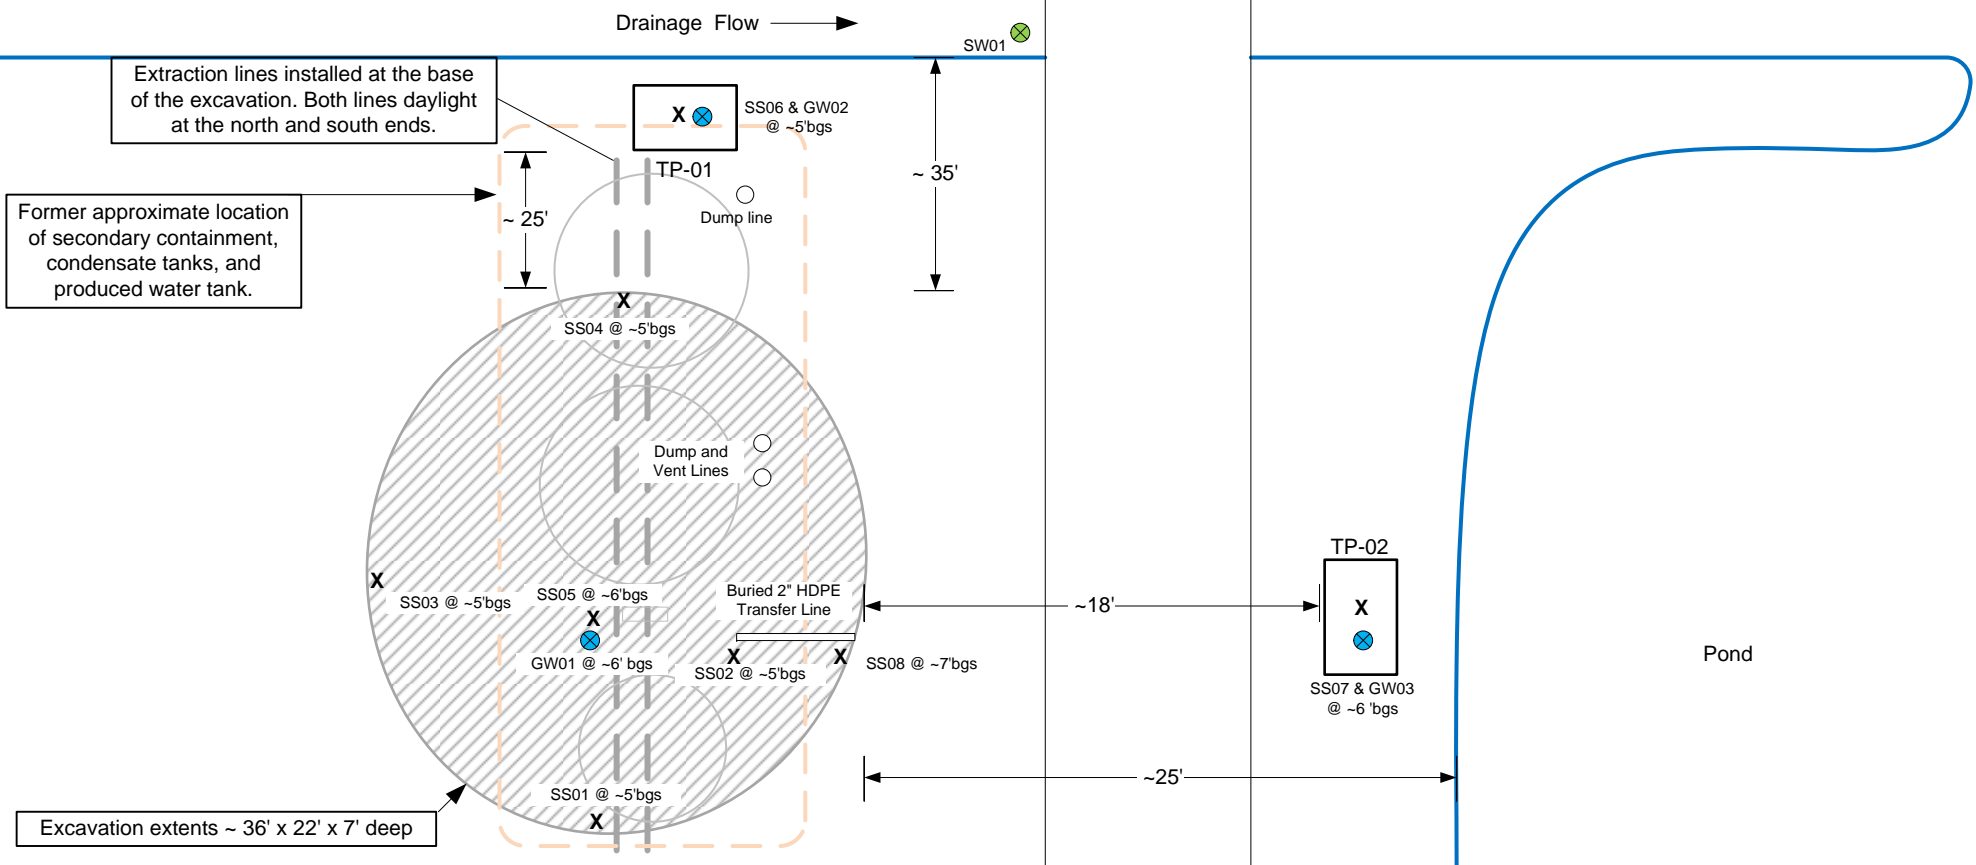 Drainage  Flow
SW01
Extraction lines installed at the base
of the excavation. Both lines daylight
at the north and south ends.
X
SS06 & GW02
@ ~5'bgs
TP-01
~ 35'
Former approximate location
of secondary containment,
condensate tanks, and
produced water tank.
~ 25'
Dump line
X
SS04 @ ~5'bgs
Dump and
Vent Lines
TP-02
X
SS03 @ ~5'bgs
SS05 @ ~6'bgs
X
Buried 2" HDPE
Transfer Line
~18'
X
GW01 @ ~6' bgs
X
SS02 @ ~5'bgs
X
SS08 @ ~7'bgs
Pond
SS07 & GW03
@ ~6 'bgs
~25'
SS01 @ ~5'bgs
X
Excavation extents ~ 36' x 22' x 7' deep